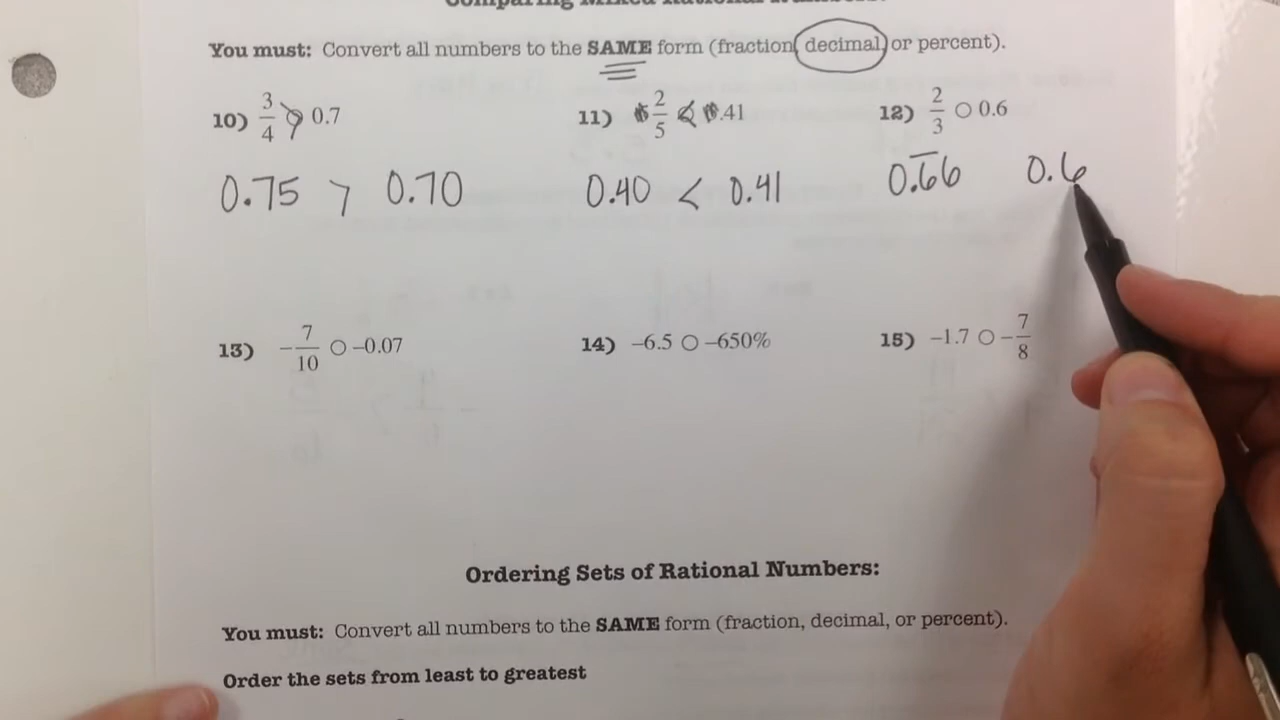 Comparing Mixed Rational Numbers:
You must: Convert all numbers to the SAME form (fraction, decimal, or percent).
10) 3/4 > 0.7
11) 2/5 < .41
12) 2/3 ○ 0.6
0.75 > 0.70
0.40 < 0.41
0.6̅6 0.6
13) -7/10 ○ -0.07
14) -6.5 ○ -650%
15) -1.7 ○ -7/8
Ordering Sets of Rational Numbers:
You must: Convert all numbers to the SAME form (fraction, decimal, or percent).
Order the sets from least to greatest